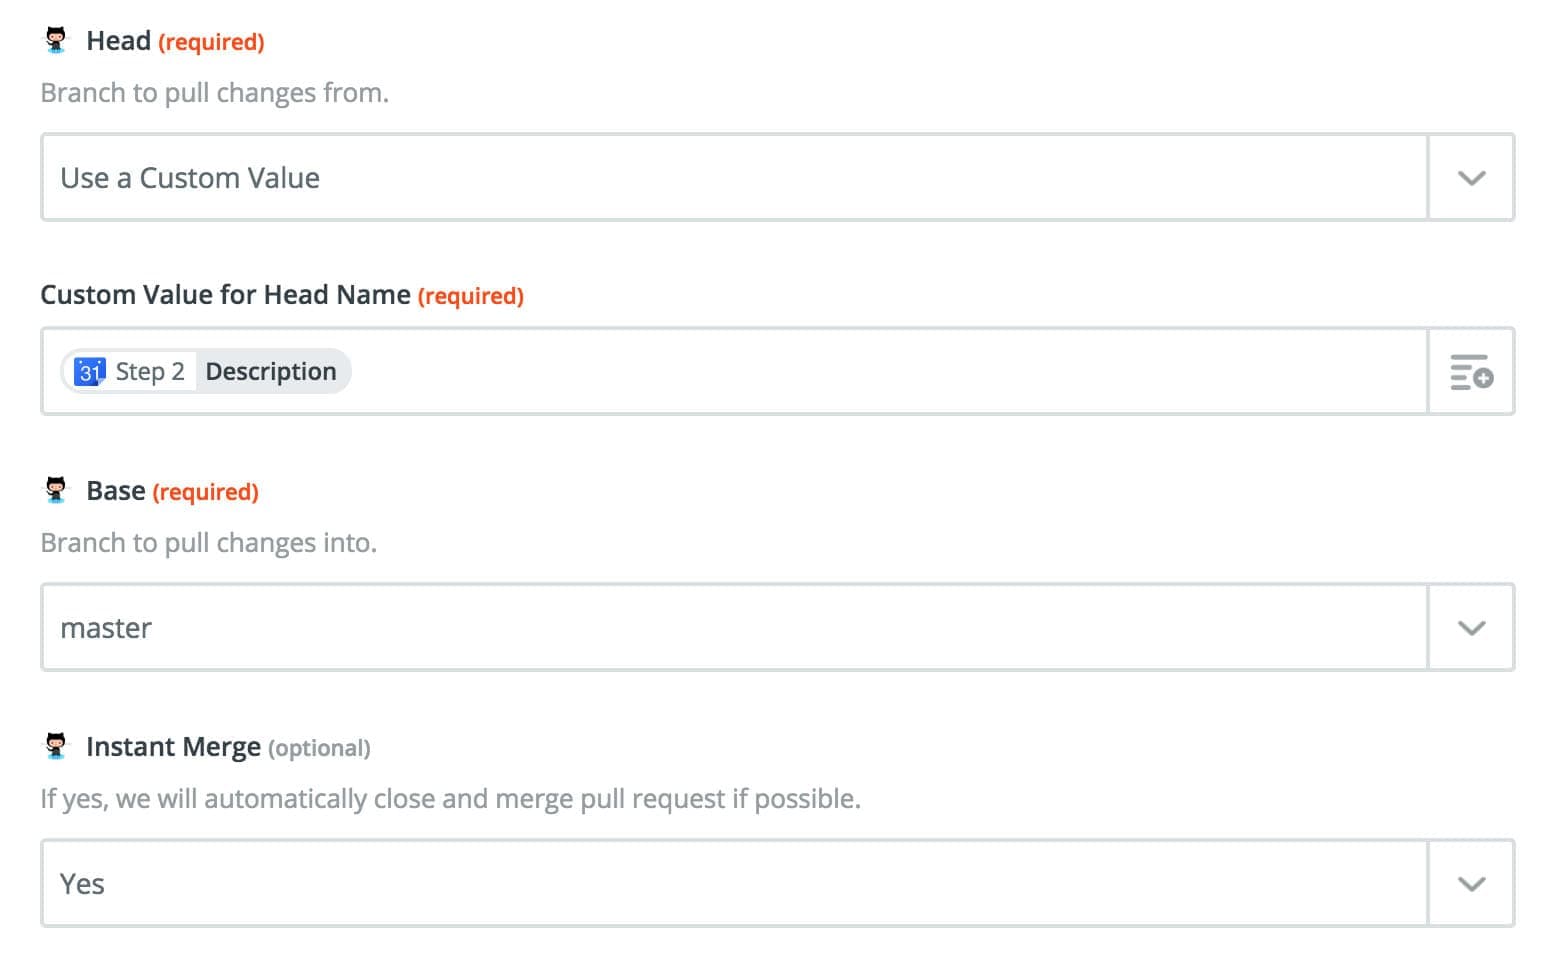 Head (required)
Branch to pull changes from.
Use a Custom Value
Custom Value for Head Name (required)
31 Step 2 Description
Base (required)
Branch to pull changes into.
master
Instant Merge (optional)
If yes, we will automatically close and merge pull request if possible.
Yes